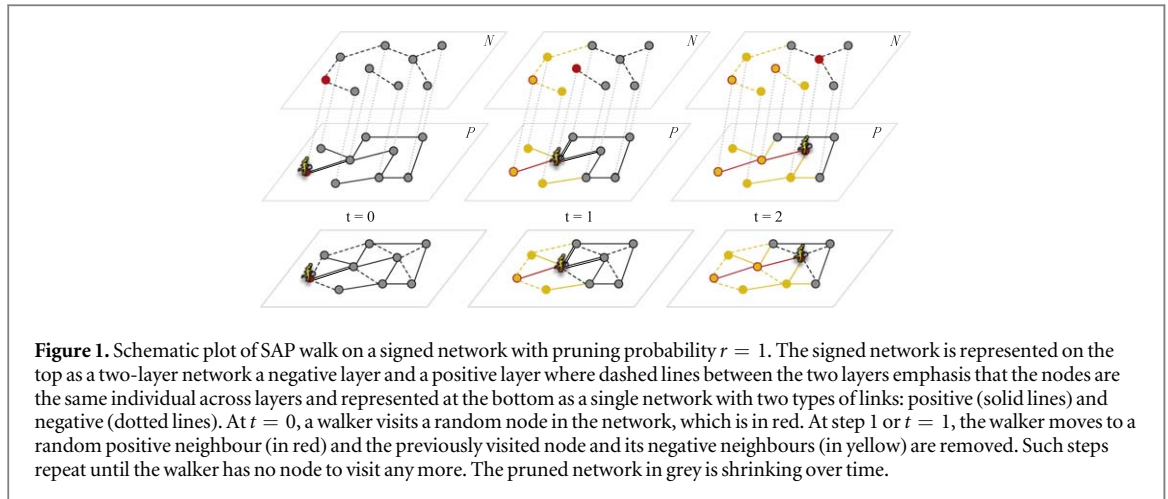 N
N
N
P
P
P
t = 0
t = 1
t = 2
Figure 1. Schematic plot of SAP walk on a signed network with pruning probability r = 1. The signed network is represented on the
top as a two-layer network a negative layer and a positive layer where dashed lines between the two layers emphasis that the nodes are
the same individual across layers and represented at the bottom as a single network with two types of links: positive (solid lines) and
negative (dotted lines). At t = 0, a walker visits a random node in the network, which is in red. At step 1 or t = 1, the walker moves to a
random positive neighbour (in red) and the previously visited node and its negative neighbours (in yellow) are removed. Such steps
repeat until the walker has no node to visit any more. The pruned network in grey is shrinking over time.